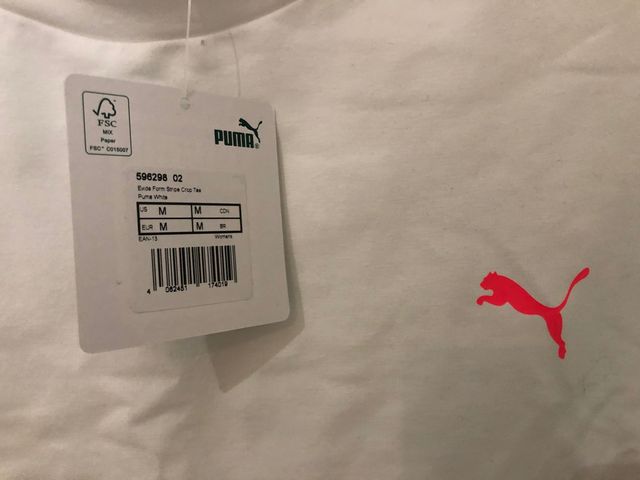 FSC
MIX
Paper
FSC® C015007
PUMA®
596298 02
Evide Form Stripe Crop Tee
Puma White
US M M CDN
EUR M M BR
EAN-13 Womens
4 062451 174019